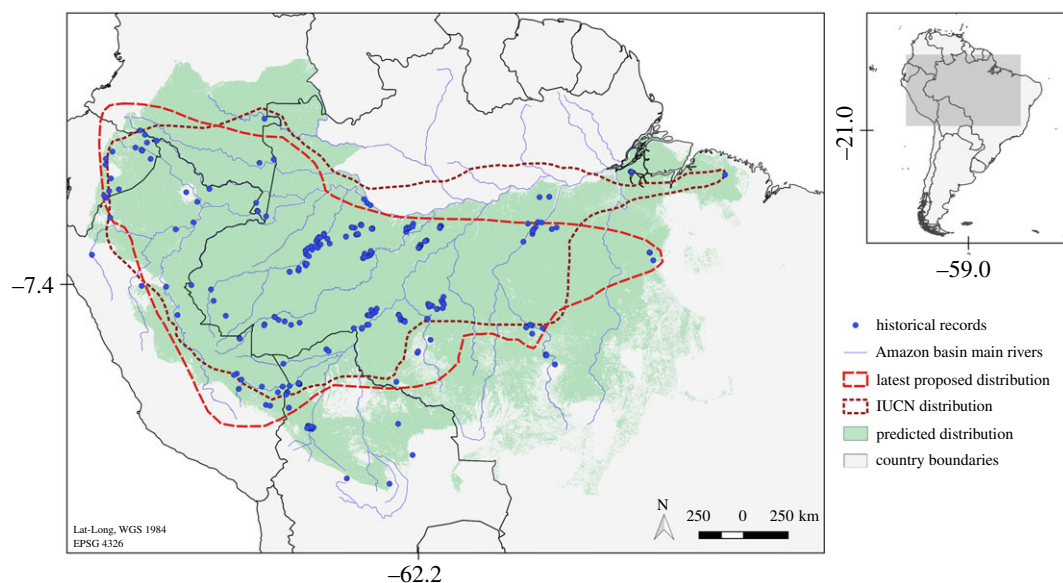 −7.4
−62.2
Lat-Long, WGS 1984
EPSG 4326
N
250 0 250 km
−21.0
−59.0
historical records
Amazon basin main rivers
latest proposed distribution
IUCN distribution
predicted distribution
country boundaries